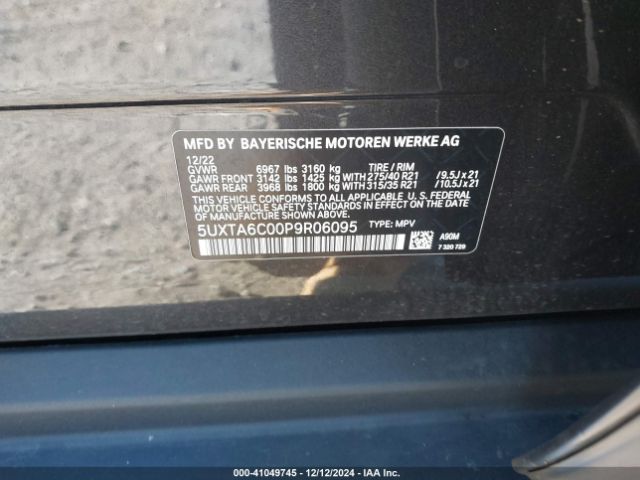 MFD BY BAYERISCHE MOTOREN WERKE AG
12/22
GVWR 6967 lbs 3160 kg TIRE / RIM
GAWR FRONT 3142 lbs 1425 kg WITH 275/40 R21 /9.5J x 21
GAWR REAR 3968 lbs 1800 kg WITH 315/35 R21 /10.5J x 21
THIS VEHICLE CONFORMS TO ALL APPLICABLE U. S. FEDERAL
MOTOR VEHICLE SAFETY STANDARDS IN EFFECT ON THE DATE OF
MANUFACTURE SHOWN ABOVE.
5UXTA6C00P9R06095 TYPE: MPV
A90M
7 320 729
000-41049745 - 12/12/2024 - IAA Inc.